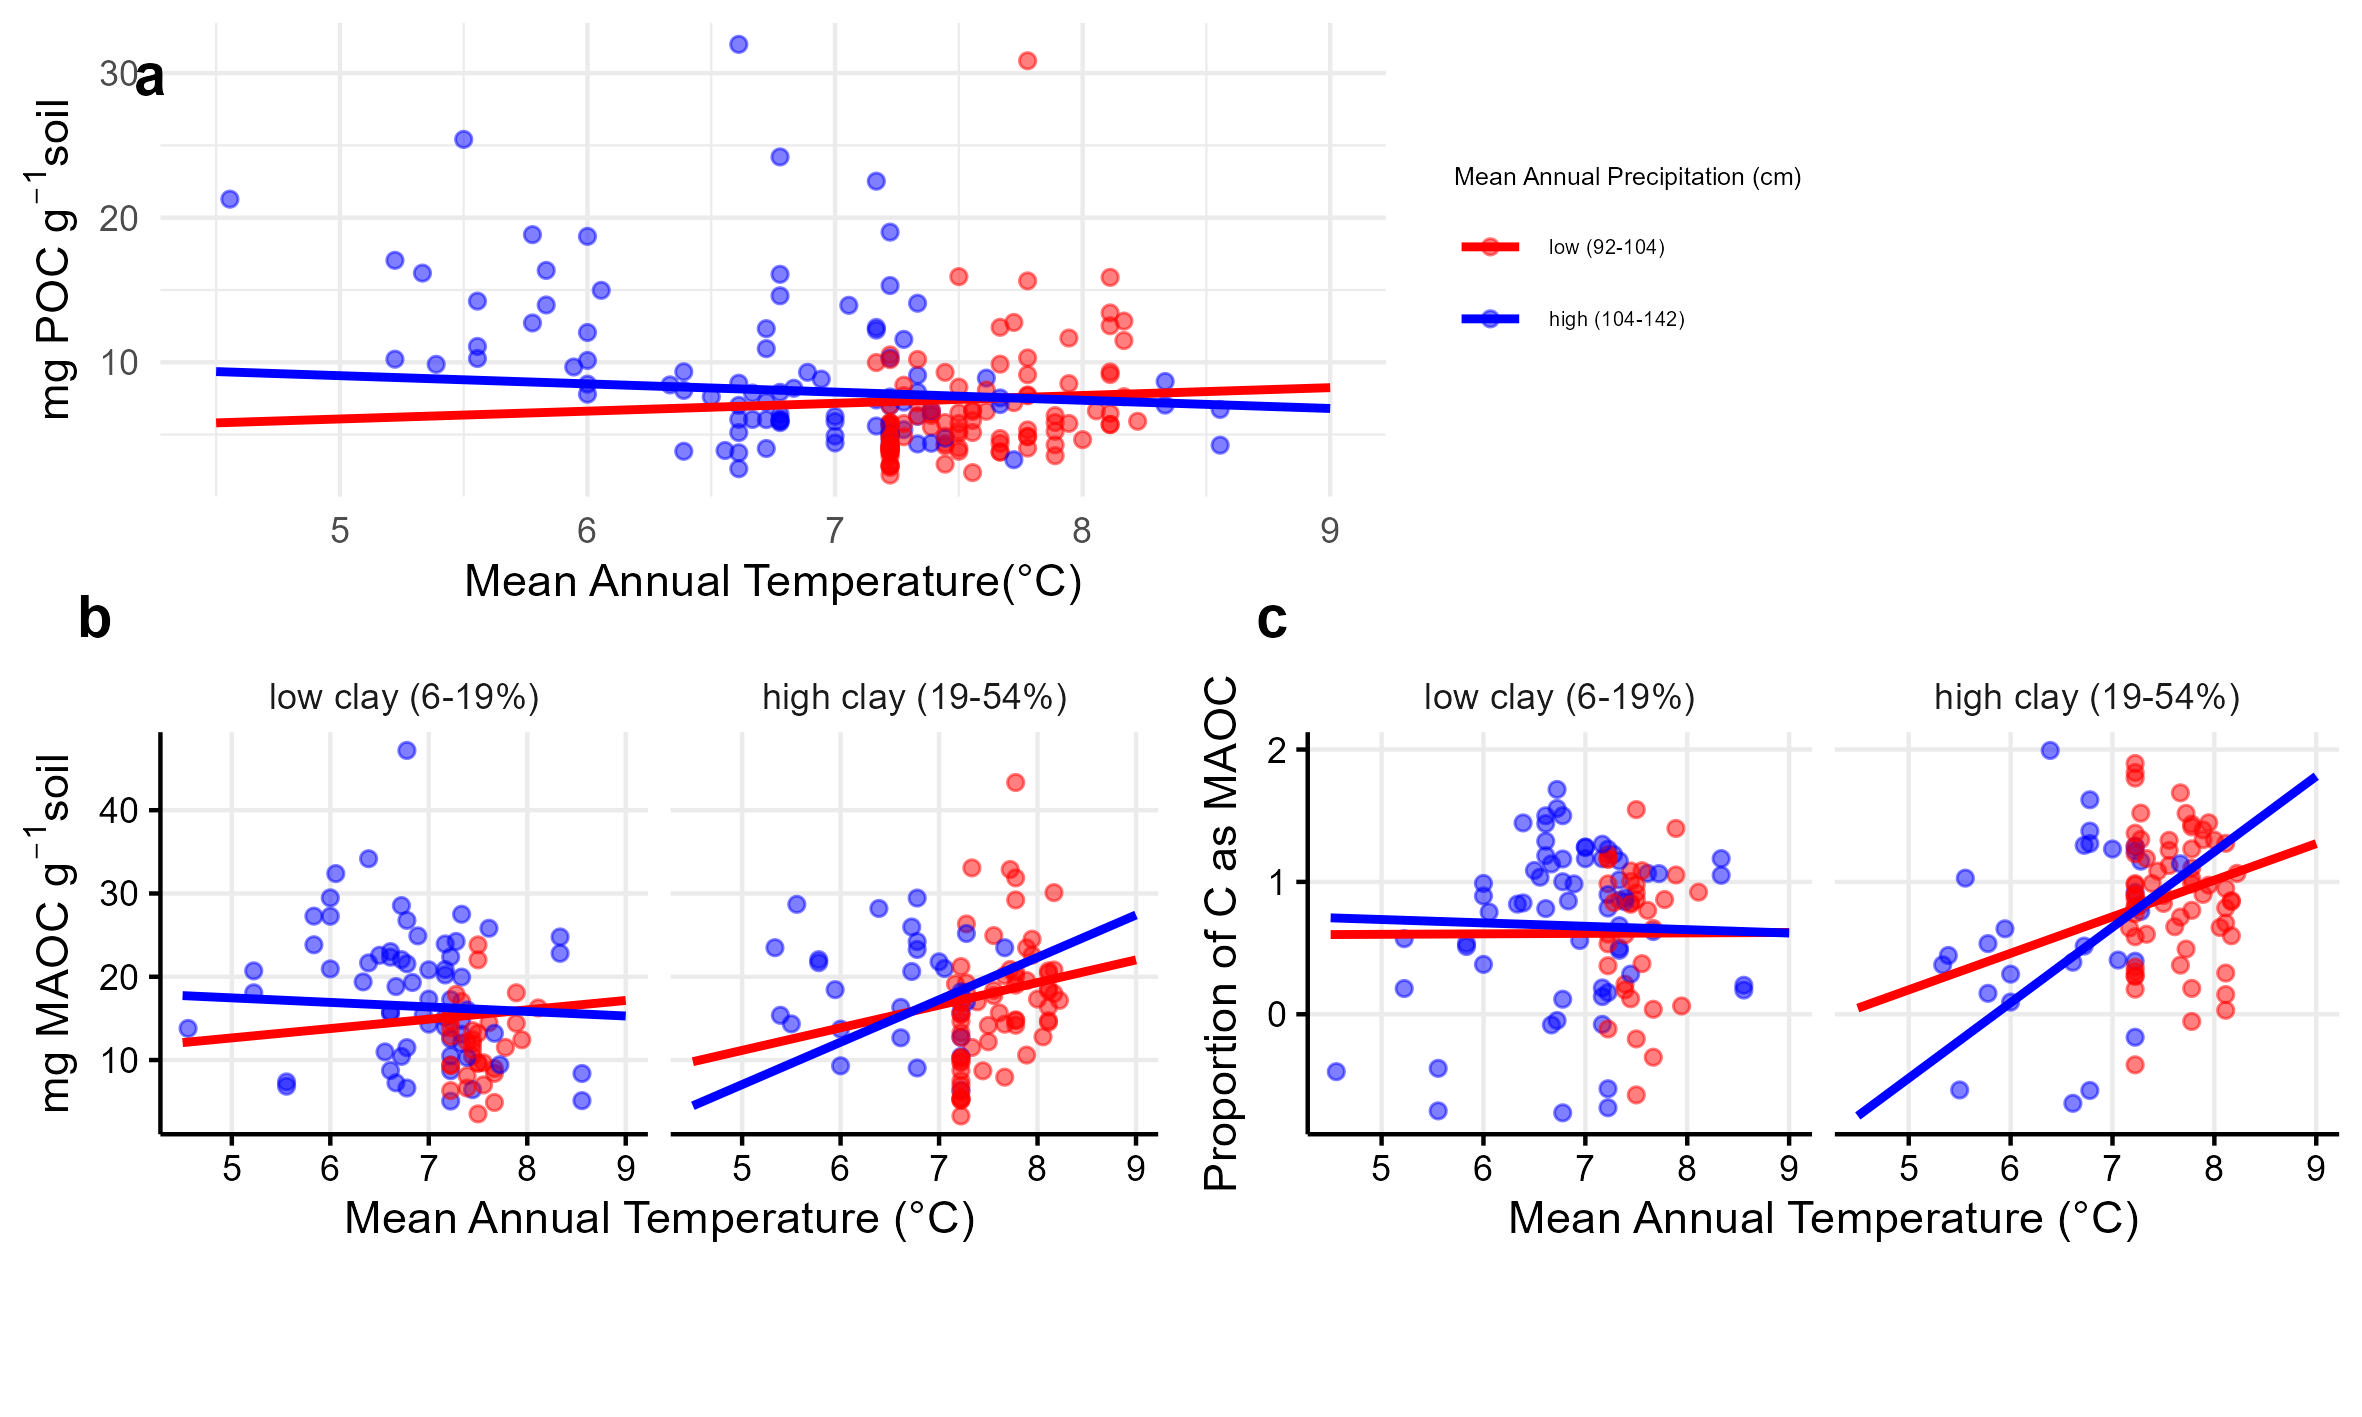 a
30
20
10
mg POC g⁻¹soil
5 6 7 8 9
Mean Annual Temperature(°C)
Mean Annual Precipitation (cm)
low (92-104)
high (104-142)
b
low clay (6-19%) high clay (19-54%)
40
30
20
10
mg MAOC g⁻¹soil
5 6 7 8 9 5 6 7 8 9
Mean Annual Temperature (°C)
c
low clay (6-19%) high clay (19-54%)
2
1
0
Proportion of C as MAOC
5 6 7 8 9 5 6 7 8 9
Mean Annual Temperature (°C)